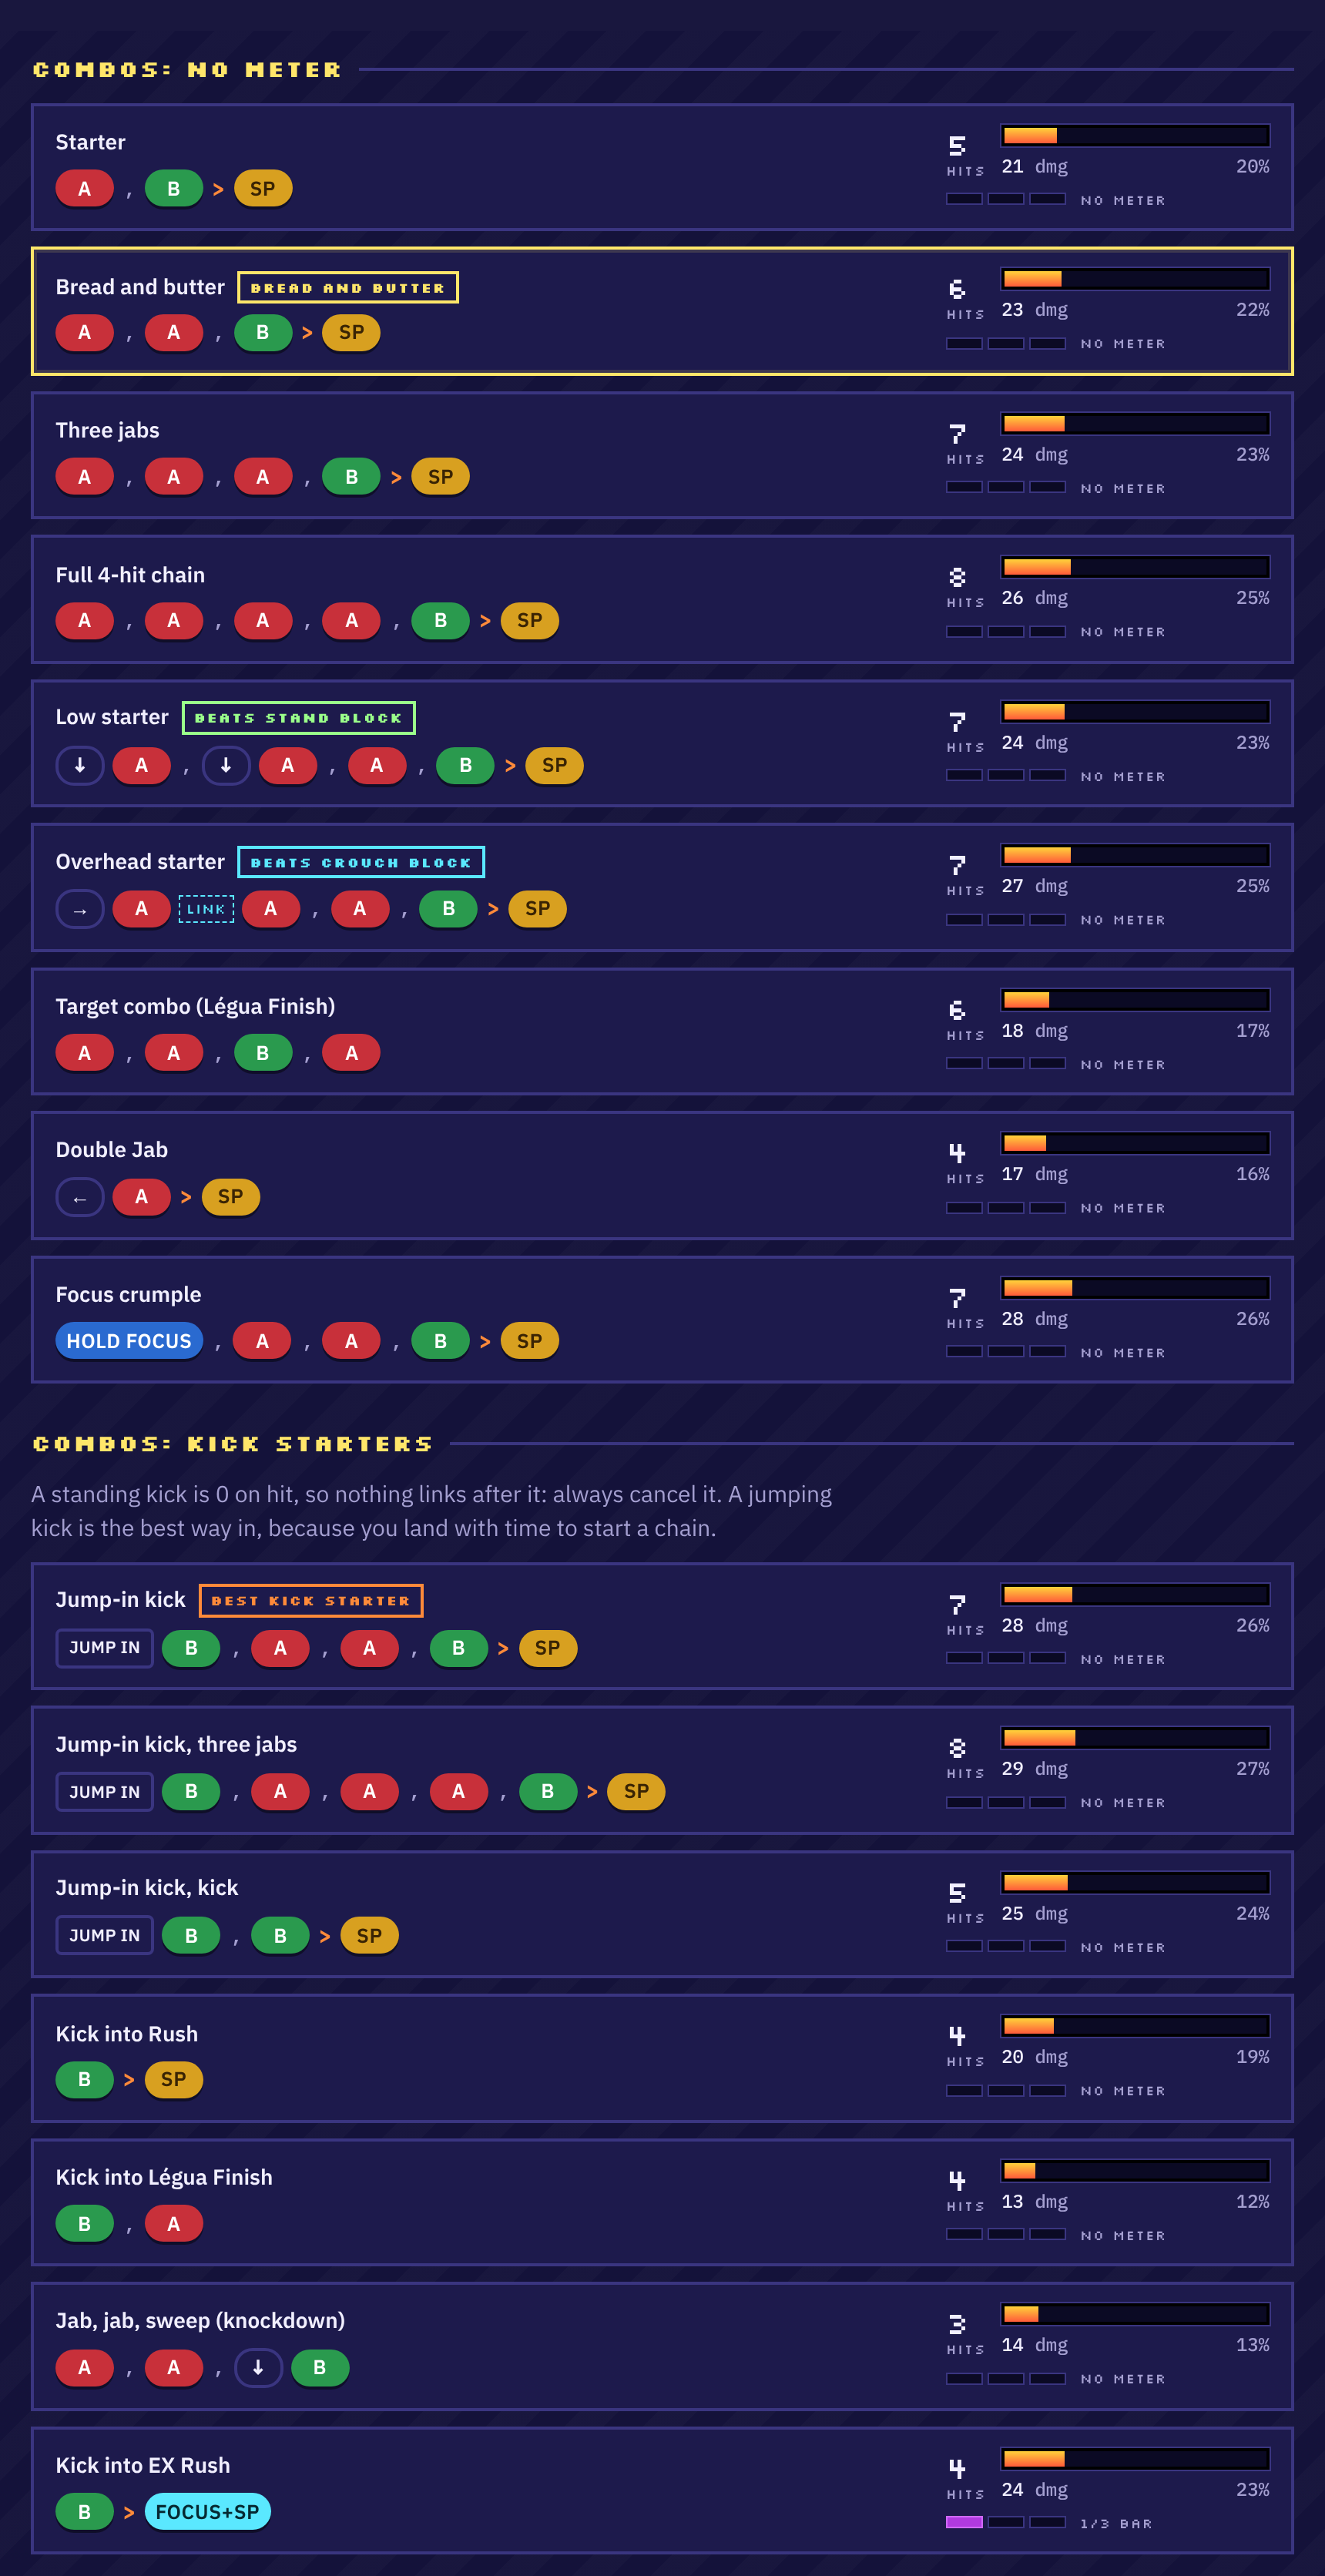 COMBOS: NO METER
Starter
A , B > SP
5 HITS
21 dmg 20%
NO METER
Bread and butter BREAD AND BUTTER
A , A , B > SP
6 HITS
23 dmg 22%
NO METER
Three jabs
A , A , A , B > SP
7 HITS
24 dmg 23%
NO METER
Full 4-hit chain
A , A , A , A , B > SP
8 HITS
26 dmg 25%
NO METER
Low starter BEATS STAND BLOCK
↓ A , ↓ A , A , B > SP
7 HITS
24 dmg 23%
NO METER
Overhead starter BEATS CROUCH BLOCK
→ A LINK A , A , B > SP
7 HITS
27 dmg 25%
NO METER
Target combo (Légua Finish)
A , A , B , A
6 HITS
18 dmg 17%
NO METER
Double Jab
← A > SP
4 HITS
17 dmg 16%
NO METER
Focus crumple
HOLD FOCUS , A , A , B > SP
7 HITS
28 dmg 26%
NO METER
COMBOS: KICK STARTERS
A standing kick is 0 on hit, so nothing links after it: always cancel it. A jumping
kick is the best way in, because you land with time to start a chain.
Jump-in kick BEST KICK STARTER
JUMP IN B , A , A , B > SP
7 HITS
28 dmg 26%
NO METER
Jump-in kick, three jabs
JUMP IN B , A , A , A , B > SP
8 HITS
29 dmg 27%
NO METER
Jump-in kick, kick
JUMP IN B , B > SP
5 HITS
25 dmg 24%
NO METER
Kick into Rush
B > SP
4 HITS
20 dmg 19%
NO METER
Kick into Légua Finish
B , A
4 HITS
13 dmg 12%
NO METER
Jab, jab, sweep (knockdown)
A , A , ↓ B
3 HITS
14 dmg 13%
NO METER
Kick into EX Rush
B > FOCUS+SP
4 HITS
24 dmg 23%
1/3 BAR